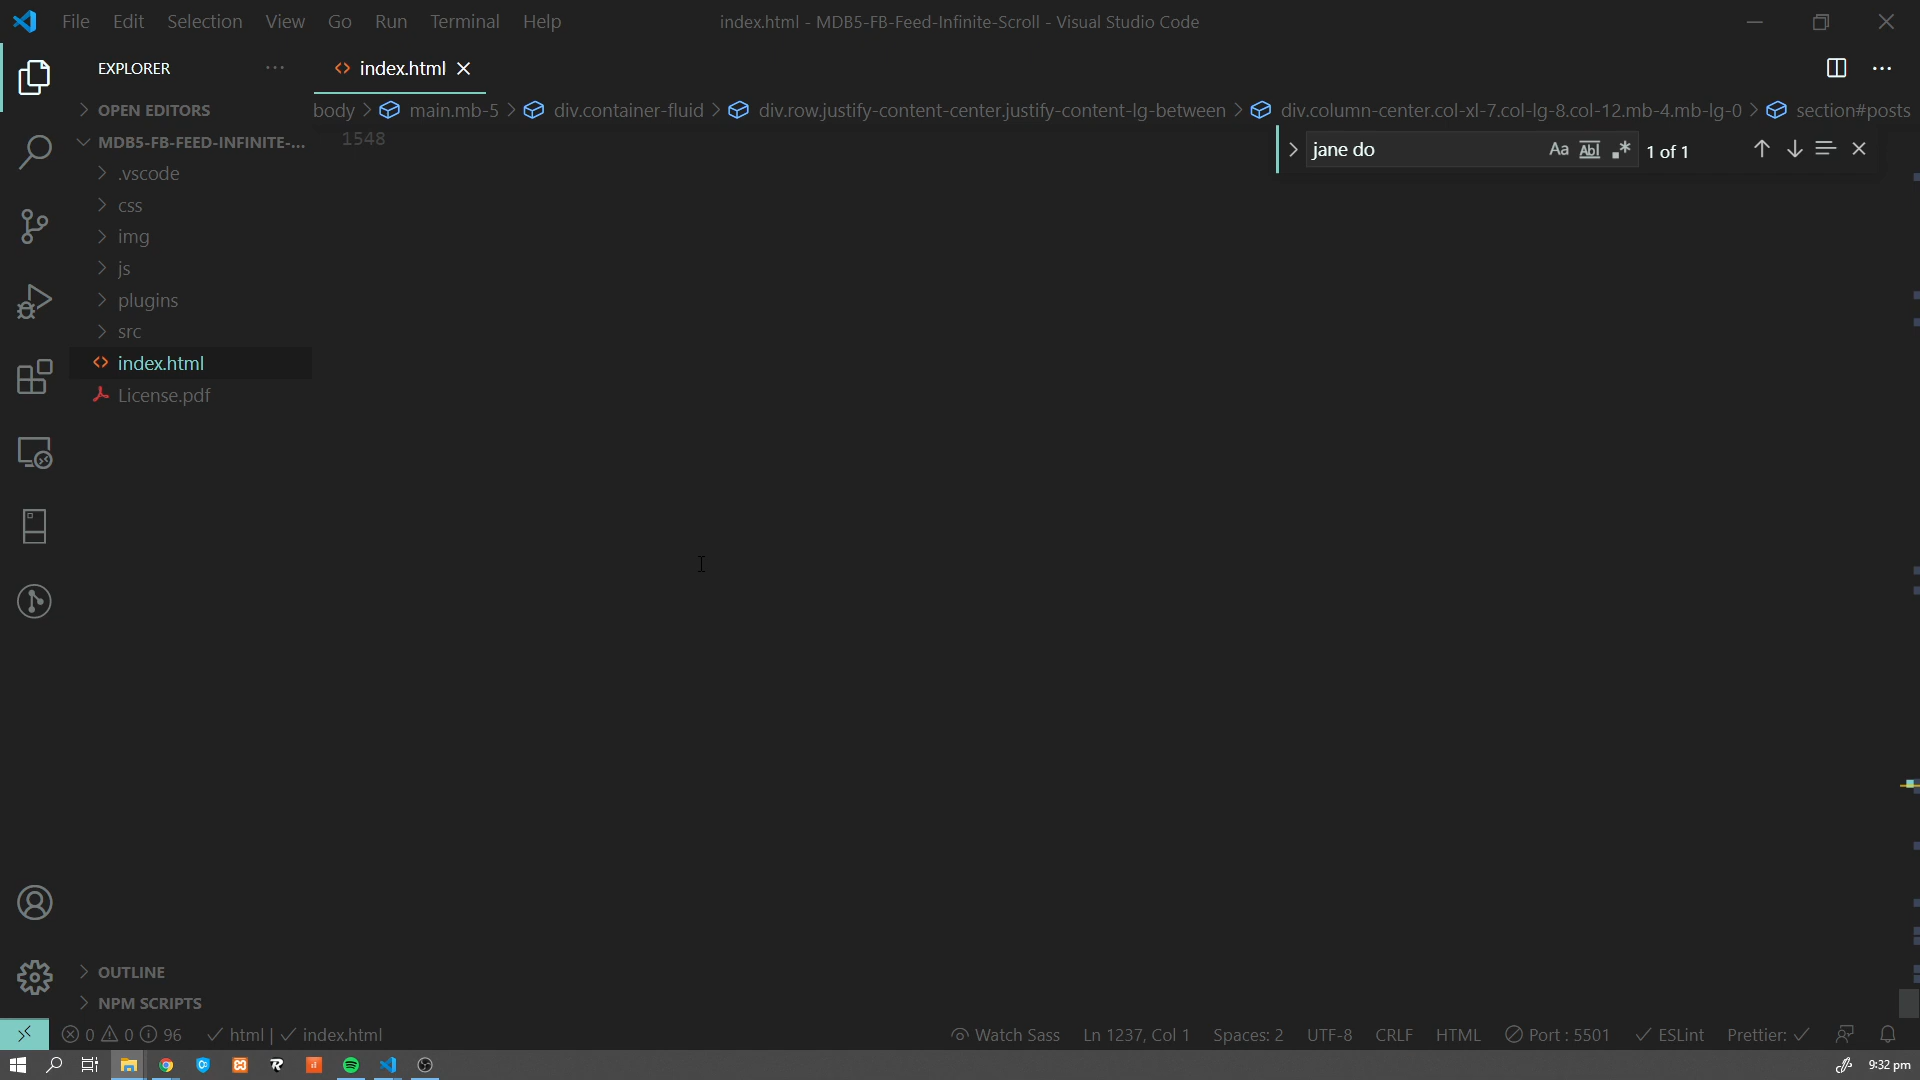 File Edit Selection View Go Run Terminal Help
index.html - MDB5-FB-Feed-Infinite-Scroll - Visual Studio Code
EXPLORER
index.html
OPEN EDITORS
body > main.mb-5 > div.container-fluid > div.row.justify-content-center.justify-content-lg-between > div.column-center.col-xl-7.col-lg-8.col-12.mb-4.mb-lg-0 > section#posts
MDB5-FB-FEED-INFINITE-...
1548
jane do
Aa Abl .* 1 of 1
.vscode
css
img
js
plugins
src
index.html
License.pdf
OUTLINE
NPM SCRIPTS
0 0 96 html | index.html
Watch Sass Ln 1237, Col 1 Spaces: 2 UTF-8 CRLF HTML Port : 5501 ESLint Prettier:
9:32 pm